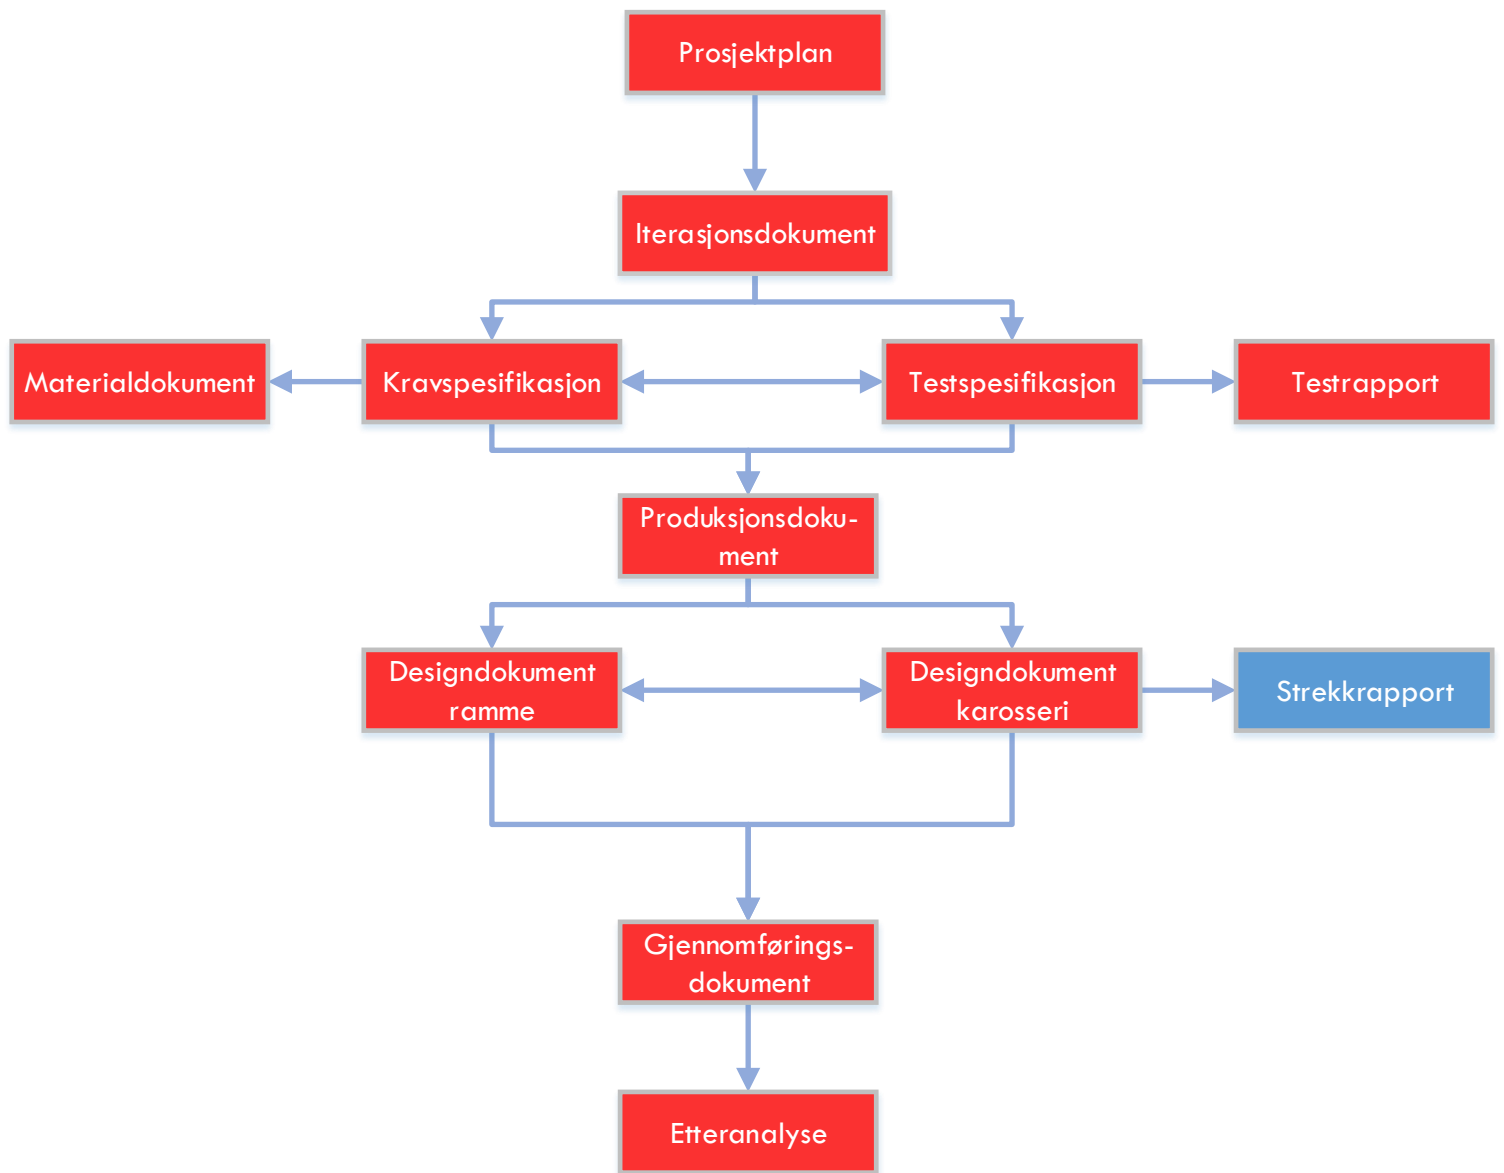 Prosjektplan
Iterasjonsdokument
Materialdokument
Kravspesifikasjon
Testspesifikasjon
Testrapport
Produksjonsdoku-
ment
Designdokument
ramme
Designdokument
karosseri
Strekkrapport
Gjennomførings-
dokument
Etteranalyse